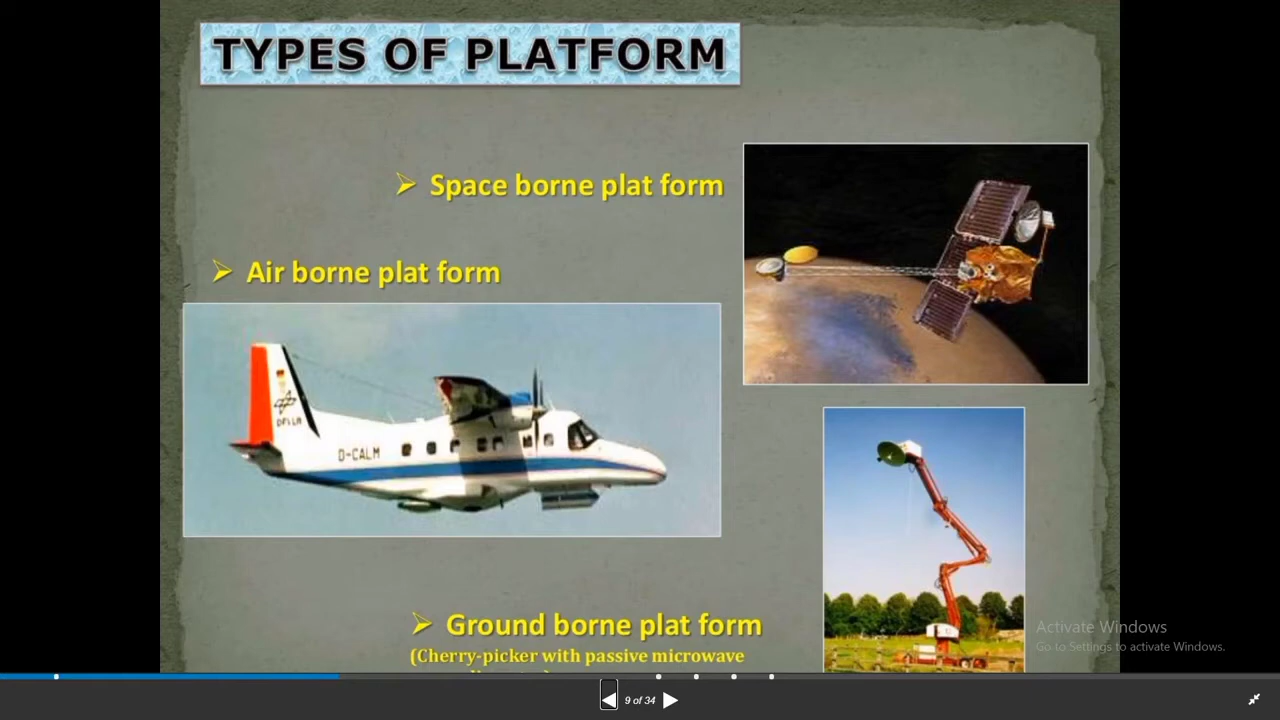 TYPES OF PLATFORM
➢ Space borne plat form
➢ Air borne plat form
D-CALM
➢ Ground borne plat form
(Cherry-picker with passive microwave
Activate Windows
Go to Settings to activate Windows.
9 of 34